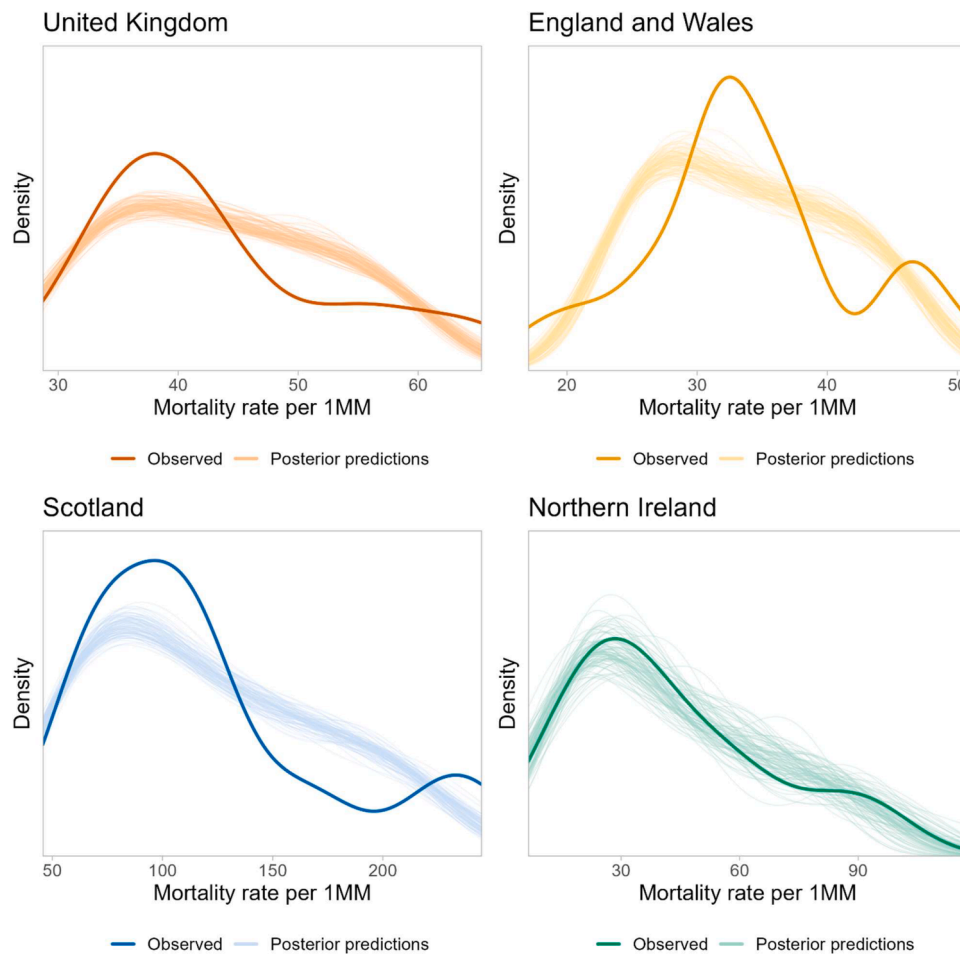 United Kingdom
Density
30 40 50 60
Mortality rate per 1MM
Observed Posterior predictions
England and Wales
Density
20 30 40 50
Mortality rate per 1MM
Observed Posterior predictions
Scotland
Density
50 100 150 200
Mortality rate per 1MM
Observed Posterior predictions
Northern Ireland
Density
30 60 90
Mortality rate per 1MM
Observed Posterior predictions